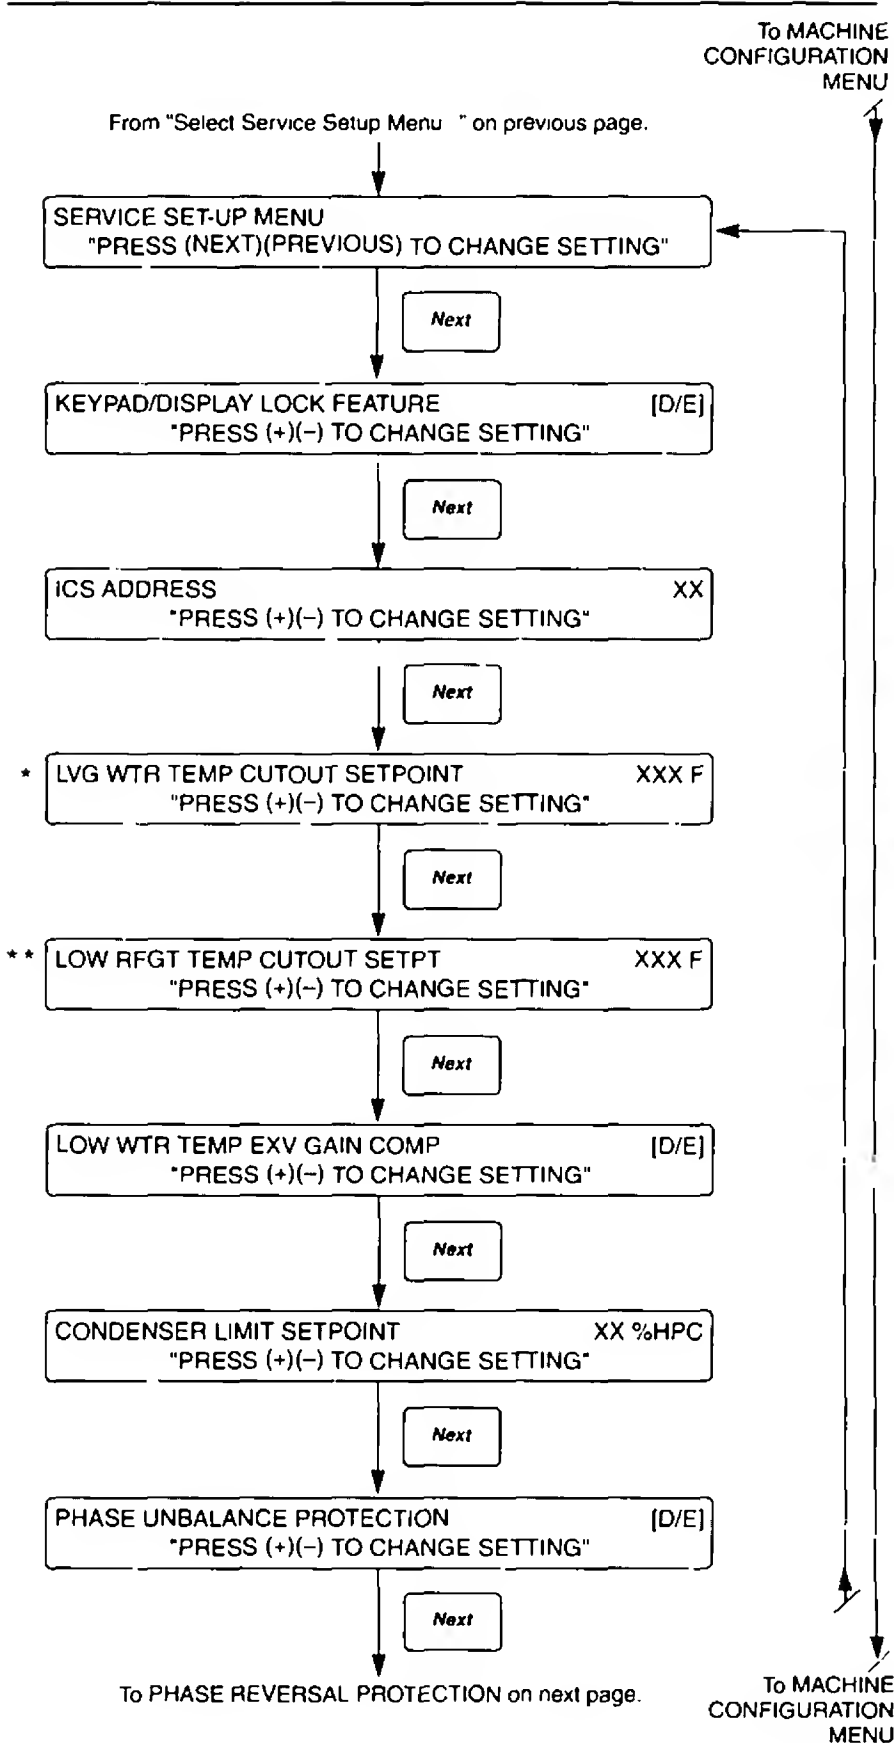 To MACHINE
CONFIGURATION
MENU
From "Select Service Setup Menu " on previous page.
SERVICE SET-UP MENU
"PRESS (NEXT)(PREVIOUS) TO CHANGE SETTING"
Next
KEYPAD/DISPLAY LOCK FEATURE [D/E]
"PRESS (+)(−) TO CHANGE SETTING"
Next
ICS ADDRESS XX
"PRESS (+)(−) TO CHANGE SETTING"
Next
* LVG WTR TEMP CUTOUT SETPOINT XXX F
"PRESS (+)(−) TO CHANGE SETTING"
Next
** LOW RFGT TEMP CUTOUT SETPT XXX F
"PRESS (+)(−) TO CHANGE SETTING"
Next
LOW WTR TEMP EXV GAIN COMP [D/E]
"PRESS (+)(−) TO CHANGE SETTING"
Next
CONDENSER LIMIT SETPOINT XX %HPC
"PRESS (+)(−) TO CHANGE SETTING"
Next
PHASE UNBALANCE PROTECTION [D/E]
"PRESS (+)(−) TO CHANGE SETTING"
Next
To PHASE REVERSAL PROTECTION on next page.
To MACHINE
CONFIGURATION
MENU